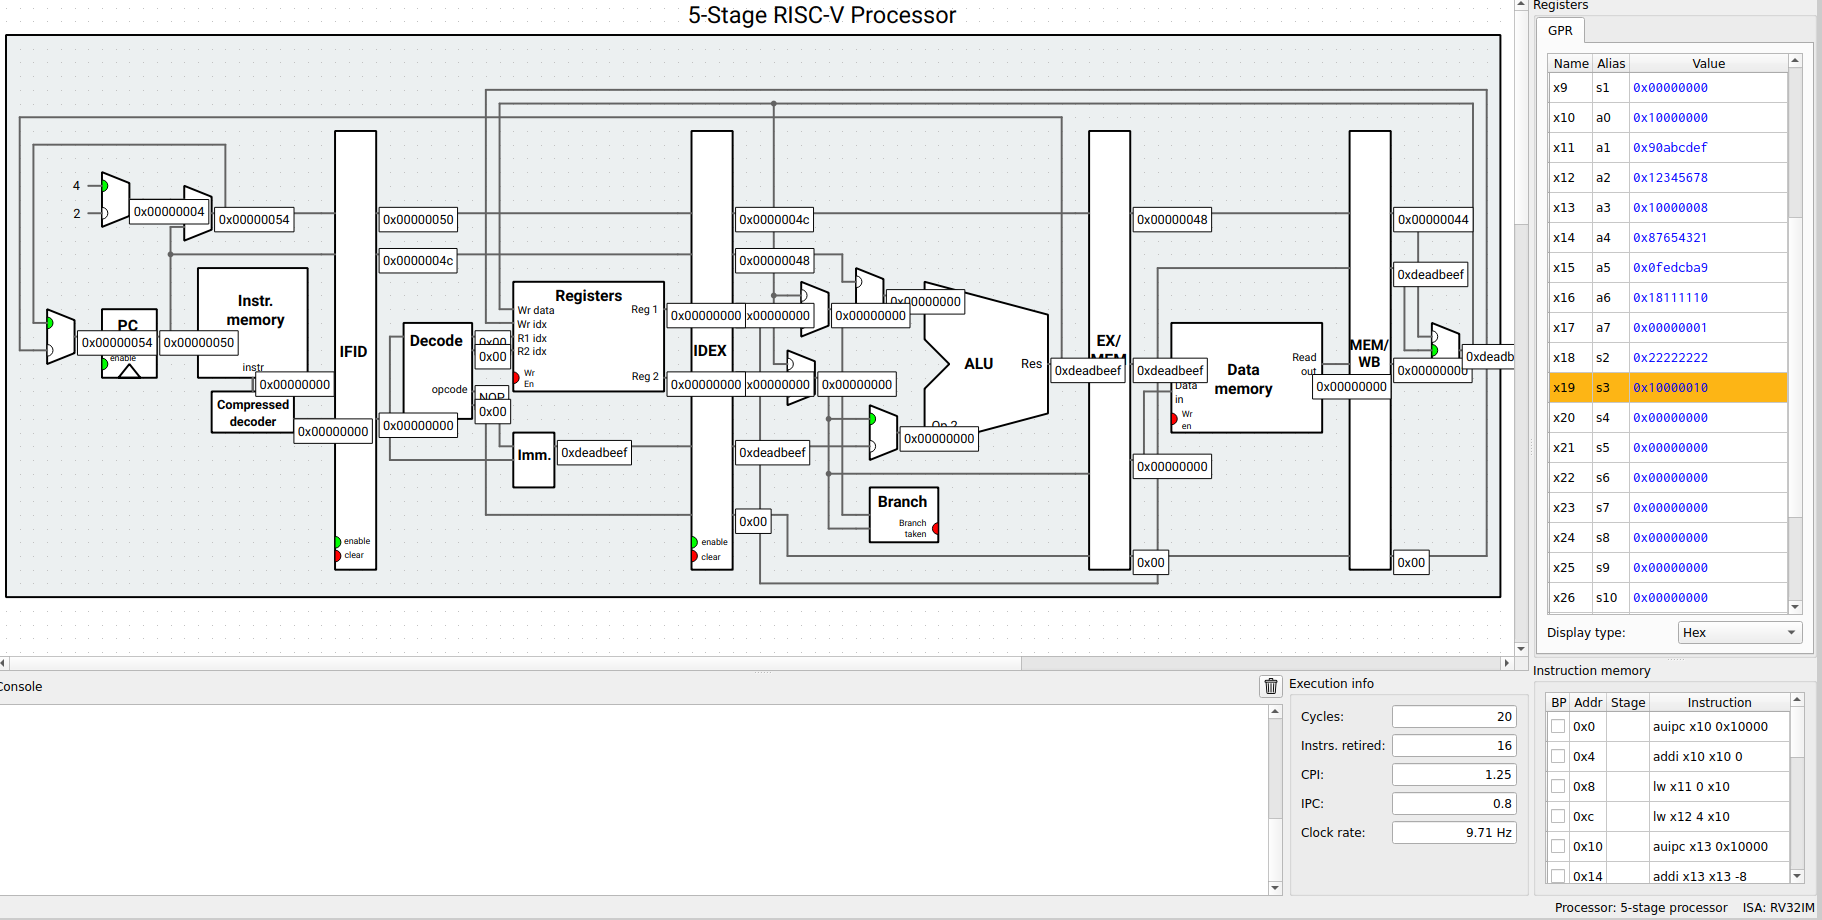 5-Stage RISC-V Processor
4
2
0x00000004
0x00000054
0x00000050
0x0000004c
0x0000004c
0x00000048
0x00000048
0x00000044
0xdeadbeef
PC
enable
0x00000054
0x00000050
Instr.
memory
instr
0x00000000
Compressed
decoder
0x00000000
IFID
enable
clear
Decode
opcode
0x00000000
0x00
0x00
NOP
0x00
Registers
Wr data
Wr idx
R1 idx
R2 idx
Wr
En
Reg 1
Reg 2
Imm.
0xdeadbeef
0x00000000
0x00000000
IDEX
enable
clear
x00000000
x00000000
0xdeadbeef
0x00
0x00000000
0x00000000
0x00000000
0x00000000
ALU
Res
Op 2
Branch
Branch
taken
0xdeadbeef
EX/
MEM
0xdeadbeef
0x00000000
0x00
Data
memory
Data
in
Wr
en
Read
out
0x00000000
MEM/
WB
0x00000000
0x00
0xdeadb
Console
Execution info
Cycles: 20
Instrs. retired: 16
CPI: 1.25
IPC: 0.8
Clock rate: 9.71 Hz
Registers
GPR
Name Alias Value
x9 s1 0x00000000
x10 a0 0x10000000
x11 a1 0x90abcdef
x12 a2 0x12345678
x13 a3 0x10000008
x14 a4 0x87654321
x15 a5 0x0fedcba9
x16 a6 0x18111110
x17 a7 0x00000001
x18 s2 0x22222222
x19 s3 0x10000010
x20 s4 0x00000000
x21 s5 0x00000000
x22 s6 0x00000000
x23 s7 0x00000000
x24 s8 0x00000000
x25 s9 0x00000000
x26 s10 0x00000000
Display type: Hex
Instruction memory
BP Addr Stage Instruction
0x0 auipc x10 0x10000
0x4 addi x10 x10 0
0x8 lw x11 0 x10
0xc lw x12 4 x10
0x10 auipc x13 0x10000
0x14 addi x13 x13 -8
Processor: 5-stage processor ISA: RV32IM